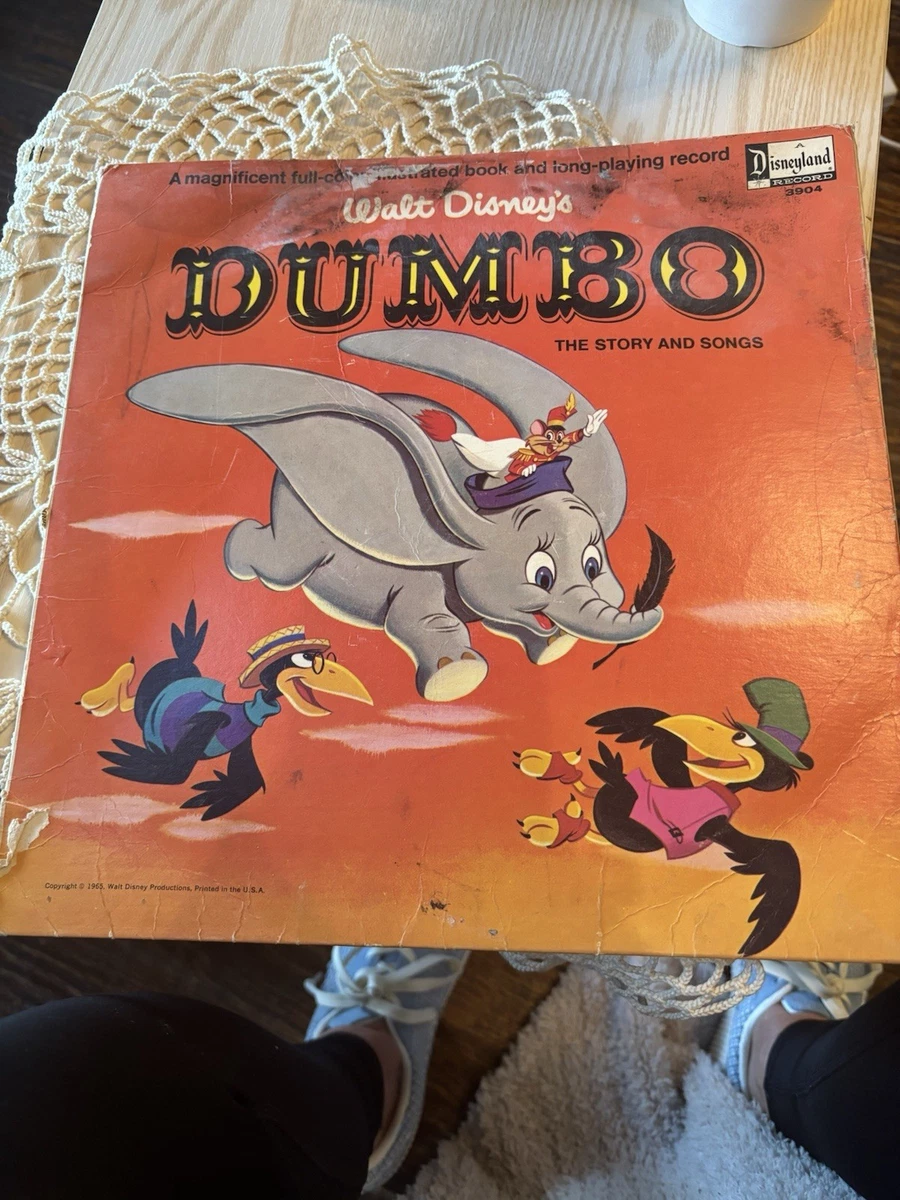 A magnificent full-color illustrated book and long-playing record
A
Disneyland
RECORD
3904
Walt Disney's
DUMBO
THE STORY AND SONGS
Copyright © 1965, Walt Disney Productions, Printed in the U.S.A.